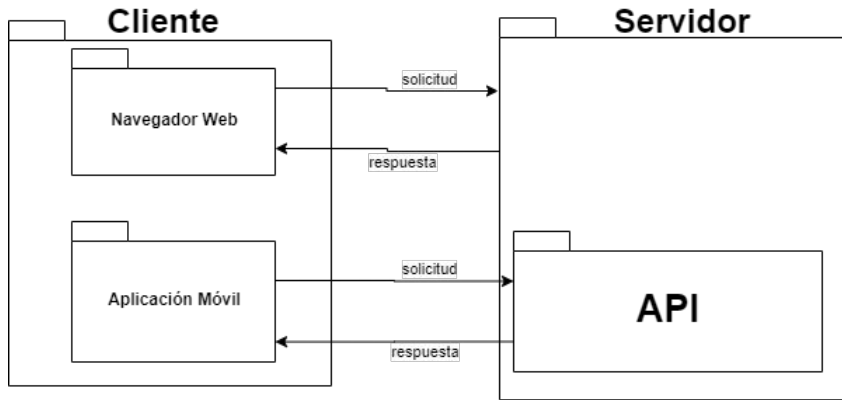 Cliente
Servidor
solicitud
Navegador Web
respuesta
solicitud
Aplicación Móvil
API
respuesta